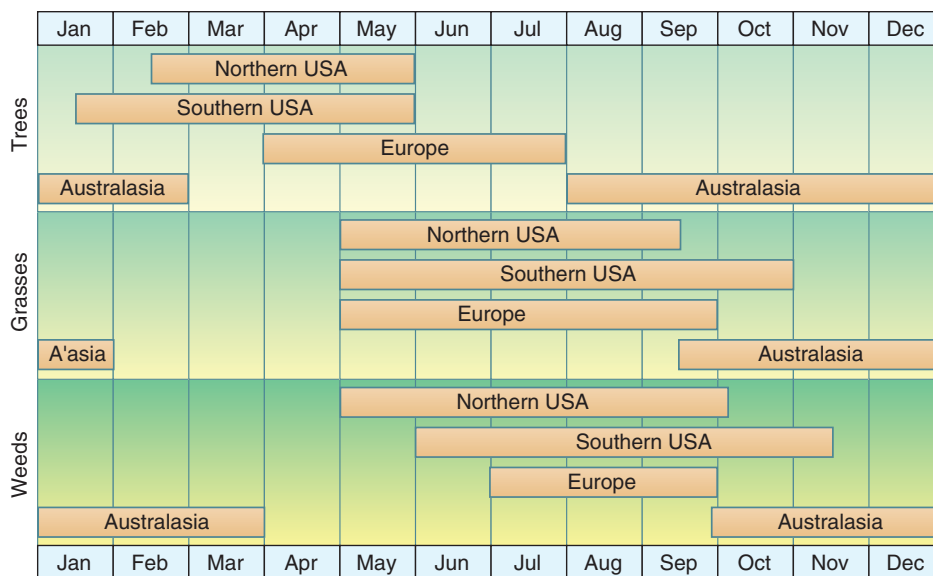 Jan Feb Mar Apr May Jun Jul Aug Sep Oct Nov Dec
Trees
Northern USA
Southern USA
Europe
Australasia Australasia
Grasses
Northern USA
Southern USA
Europe
A'asia Australasia
Weeds
Northern USA
Southern USA
Europe
Australasia Australasia
Jan Feb Mar Apr May Jun Jul Aug Sep Oct Nov Dec